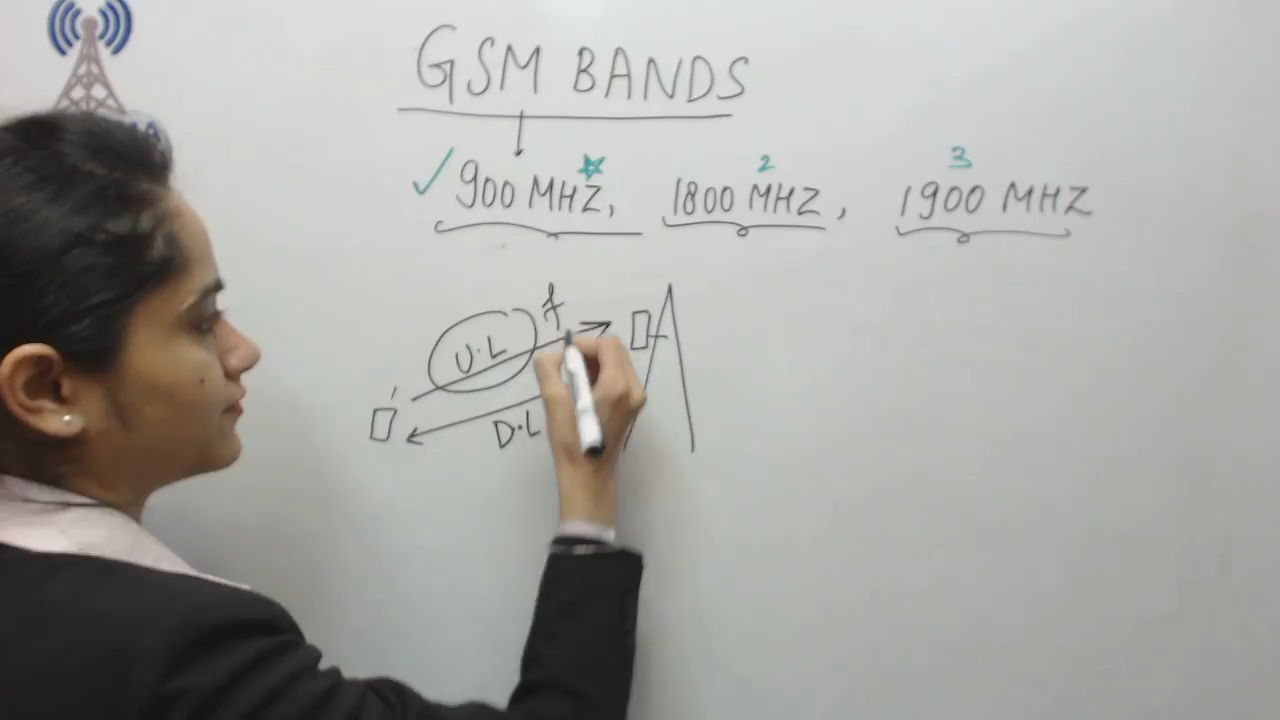 GSM BANDS
2 3
✓ 900 MHZ, 1800 MHZ, 1900 MHZ
f
U.L
D.L